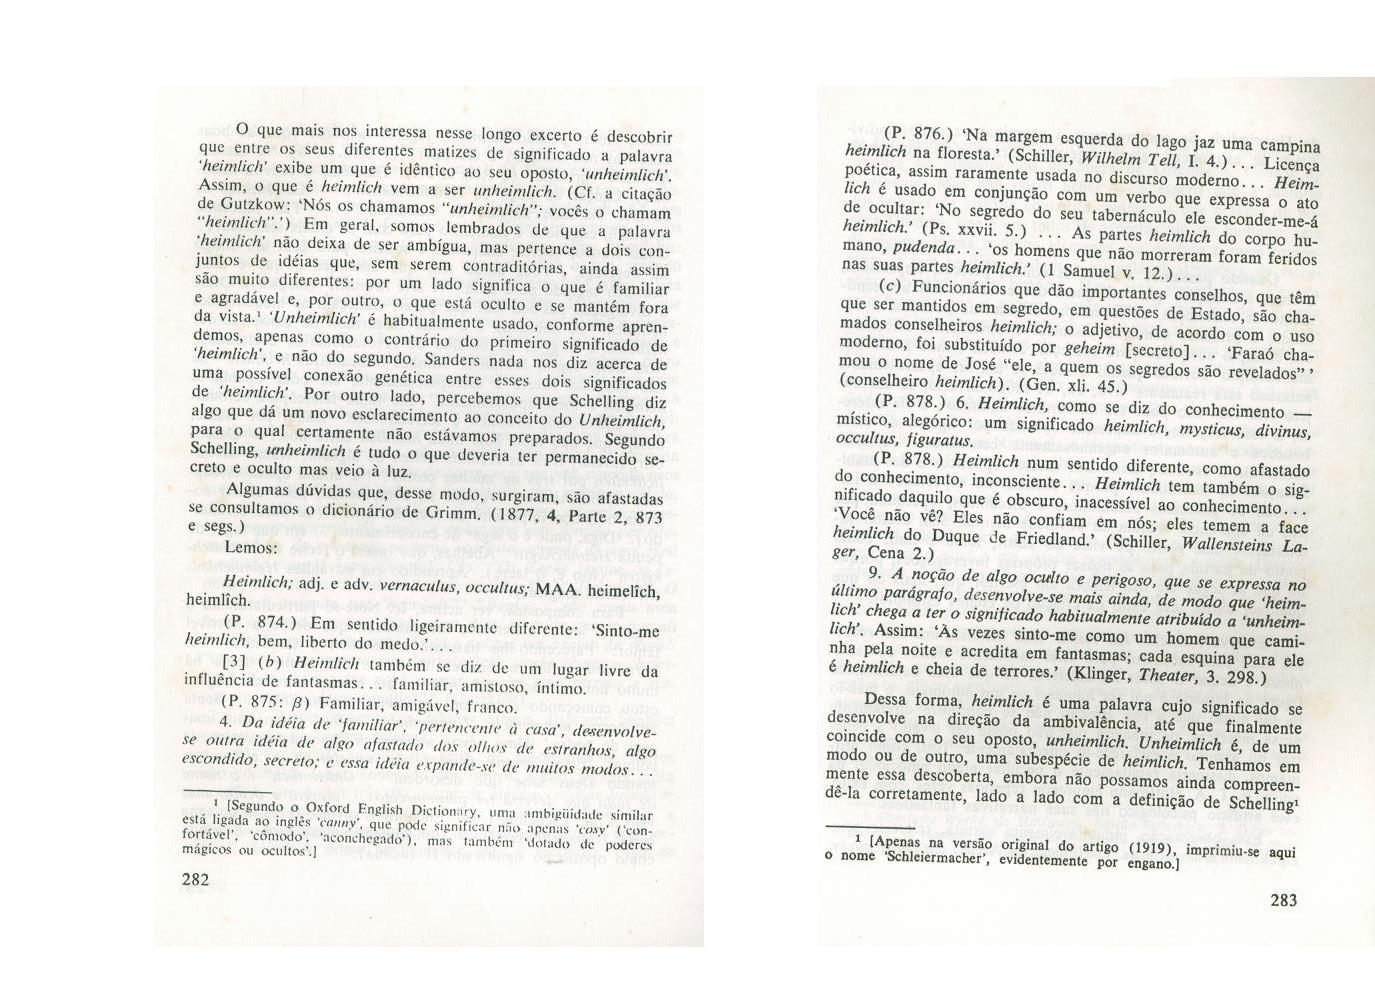 O que mais nos interessa nesse longo excerto é descobrir
que entre os seus diferentes matizes de significado a palavra
‘heimlich’ exibe um que é idêntico ao seu oposto, ‘unheimlich’.
Assim, o que é heimlich vem a ser unheimlich. (Cf. a citação
de Gutzkow: ‘Nós os chamamos “unheimlich”; vocês o chamam
“heimlich”.’) Em geral, somos lembrados de que a palavra
‘heimlich’ não deixa de ser ambígua, mas pertence a dois con-
juntos de idéias que, sem serem contraditórias, ainda assim
são muito diferentes: por um lado significa o que é familiar
e agradável e, por outro, o que está oculto e se mantém fora
da vista.¹ ‘Unheimlich’ é habitualmente usado, conforme apren-
demos, apenas como o contrário do primeiro significado de
‘heimlich’, e não do segundo. Sanders nada nos diz acerca de
uma possível conexão genética entre esses dois significados
de ‘heimlich’. Por outro lado, percebemos que Schelling diz
algo que dá um novo esclarecimento ao conceito do Unheimlich,
para o qual certamente não estávamos preparados. Segundo
Schelling, unheimlich é tudo o que deveria ter permanecido se-
creto e oculto mas veio à luz.
Algumas dúvidas que, desse modo, surgiram, são afastadas
se consultamos o dicionário de Grimm. (1877, 4, Parte 2, 873
e segs.)
Lemos:
Heimlich; adj. e adv. vernaculus, occultus; MAA. heimelîch,
heimlîch.
(P. 874.) Em sentido ligeiramente diferente: ‘Sinto-me
heimlich, bem, liberto do medo.’...
[3] (b) Heimlich também se diz de um lugar livre da
influência de fantasmas... familiar, amistoso, íntimo.
(P. 875: β) Familiar, amigável, franco.
4. Da idéia de ‘familiar’, ‘pertencente à casa’, desenvolve-
se outra idéia de algo afastado dos olhos de estranhos, algo
escondido, secreto; e essa idéia expande-se de muitos modos...
¹ [Segundo o Oxford English Dictionary, uma ambigüidade similar
está ligada ao inglês ‘canny’, que pode significar não apenas ‘cosy’ (‘con-
fortável’, ‘cômodo’, ‘aconchegado’), mas também ‘dotado de poderes
mágicos ou ocultos’.]
282
(P. 876.) ‘Na margem esquerda do lago jaz uma campina
heimlich na floresta.’ (Schiller, Wilhelm Tell, I. 4.)... Licença
poética, assim raramente usada no discurso moderno... Heim-
lich é usado em conjunção com um verbo que expressa o ato
de ocultar: ‘No segredo do seu tabernáculo ele esconder-me-á
heimlich.’ (Ps. xxvii. 5.) ... As partes heimlich do corpo hu-
mano, pudenda... ‘os homens que não morreram foram feridos
nas suas partes heimlich.’ (1 Samuel v. 12.)...
(c) Funcionários que dão importantes conselhos, que têm
que ser mantidos em segredo, em questões de Estado, são cha-
mados conselheiros heimlich; o adjetivo, de acordo com o uso
moderno, foi substituído por geheim [secreto]... ‘Faraó cha-
mou o nome de José “ele, a quem os segredos são revelados” ’
(conselheiro heimlich). (Gen. xli. 45.)
(P. 878.) 6. Heimlich, como se diz do conhecimento —
místico, alegórico: um significado heimlich, mysticus, divinus,
occultus, figuratus.
(P. 878.) Heimlich num sentido diferente, como afastado
do conhecimento, inconsciente... Heimlich tem também o sig-
nificado daquilo que é obscuro, inacessível ao conhecimento...
‘Você não vê? Eles não confiam em nós; eles temem a face
heimlich do Duque de Friedland.’ (Schiller, Wallensteins La-
ger, Cena 2.)
9. A noção de algo oculto e perigoso, que se expressa no
último parágrafo, desenvolve-se mais ainda, de modo que ‘heim-
lich’ chega a ter o significado habitualmente atribuído a ‘unheim-
lich’. Assim: ‘Às vezes sinto-me como um homem que cami-
nha pela noite e acredita em fantasmas; cada esquina para ele
é heimlich e cheia de terrores.’ (Klinger, Theater, 3. 298.)
Dessa forma, heimlich é uma palavra cujo significado se
desenvolve na direção da ambivalência, até que finalmente
coincide com o seu oposto, unheimlich. Unheimlich é, de um
modo ou de outro, uma subespécie de heimlich. Tenhamos em
mente essa descoberta, embora não possamos ainda compreen-
dê-la corretamente, lado a lado com a definição de Schelling¹
¹ [Apenas na versão original do artigo (1919), imprimiu-se aqui
o nome ‘Schleiermacher’, evidentemente por engano.]
283